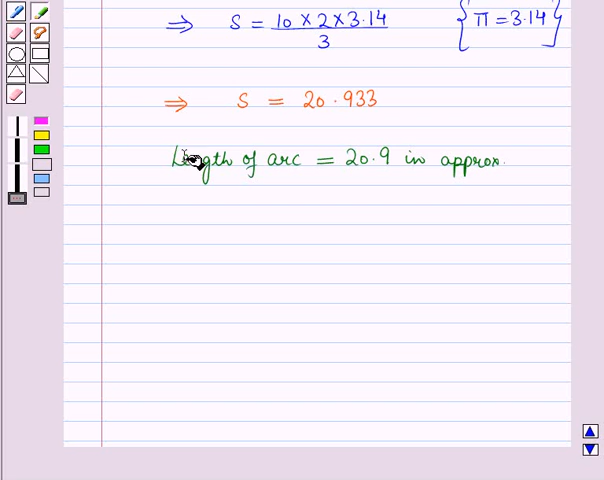 ⇒ S = 10 × 2 × 3.14 / 3 {π = 3.14}
⇒ S = 20.933
Length of arc = 20.9 in approx.